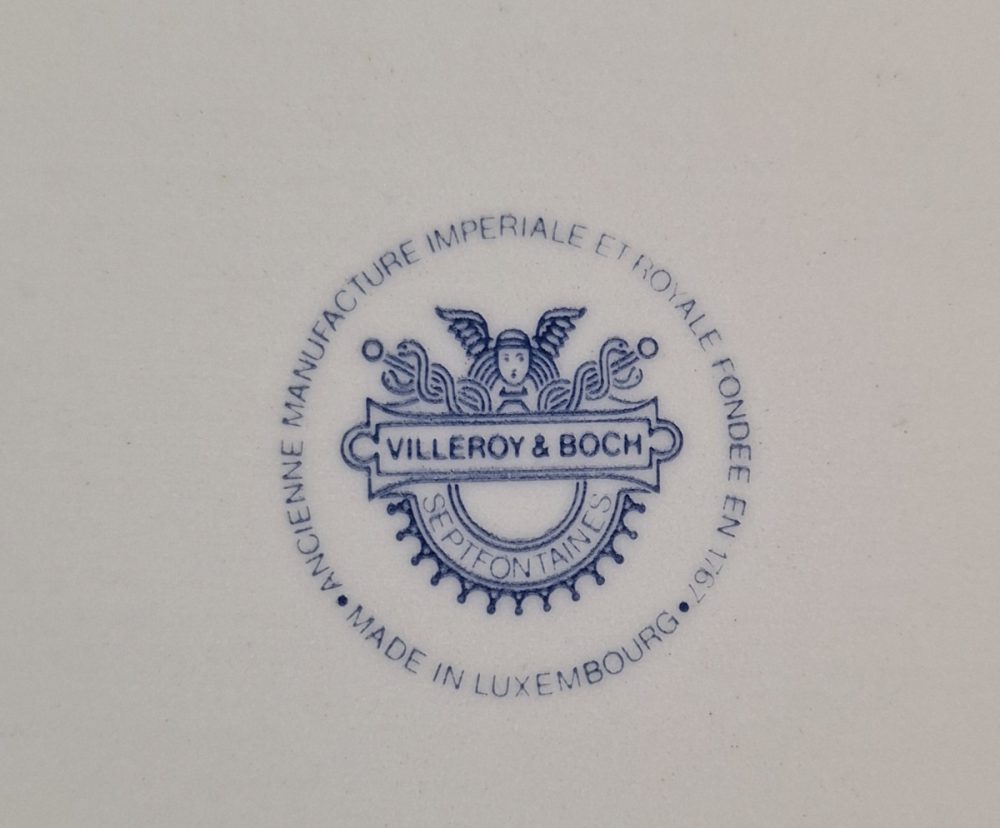 ANCIENNE MANUFACTURE IMPERIALE ET ROYALE FONDEE EN 1767
VILLEROY & BOCH
SEPTFONTAINES
• MADE IN LUXEMBOURG •